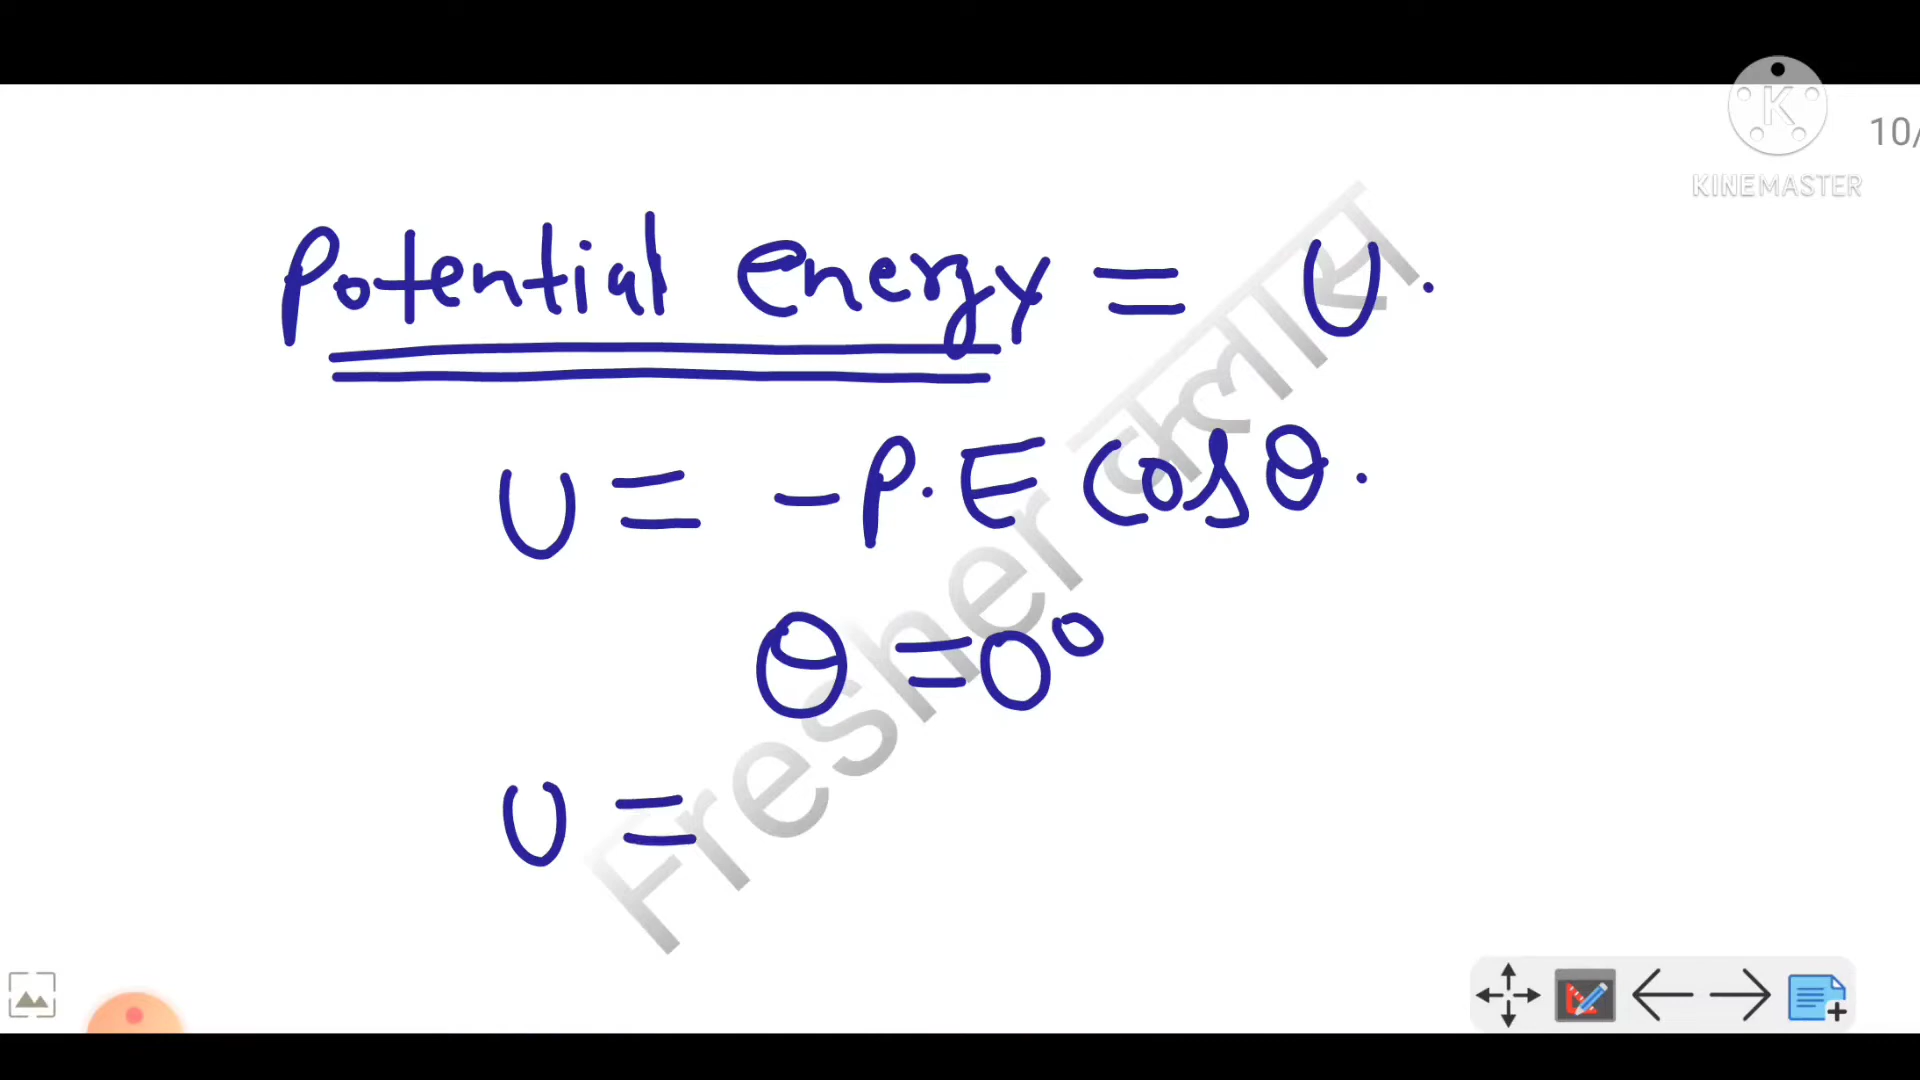 10/
KINEMASTER
Potential energy = U.
U = - P. E Cosθ.
θ = 0°
U =
Fresher क्लास